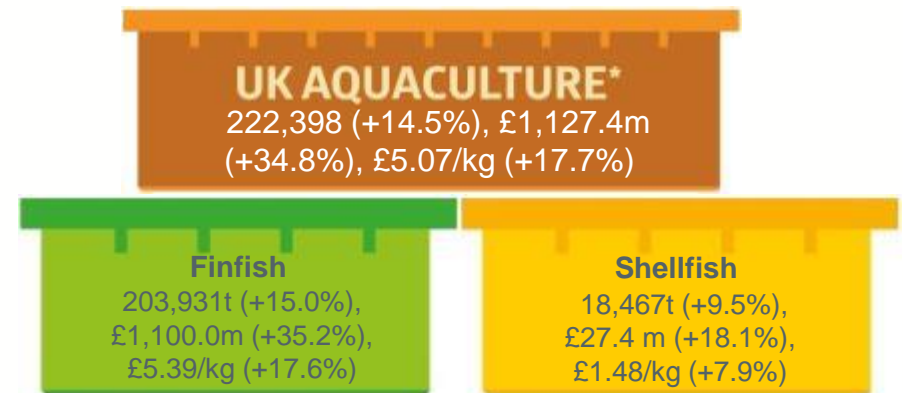 UK AQUACULTURE*
222,398 (+14.5%), £1,127.4m
(+34.8%), £5.07/kg (+17.7%)
Finfish
203,931t (+15.0%),
£1,100.0m (+35.2%),
£5.39/kg (+17.6%)
Shellfish
18,467t (+9.5%),
£27.4 m (+18.1%),
£1.48/kg (+7.9%)